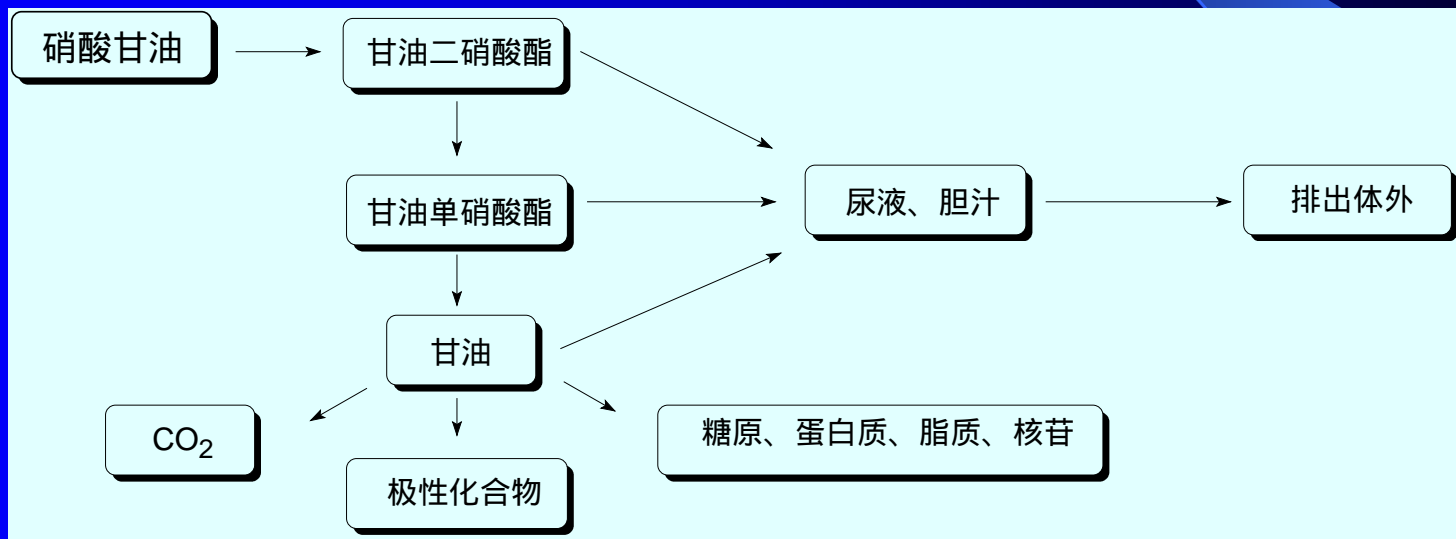 硝酸甘油
甘油二硝酸酯
甘油单硝酸酯
尿液、胆汁
排出体外
甘油
CO₂
糖原、蛋白质、脂质、核苷
极性化合物